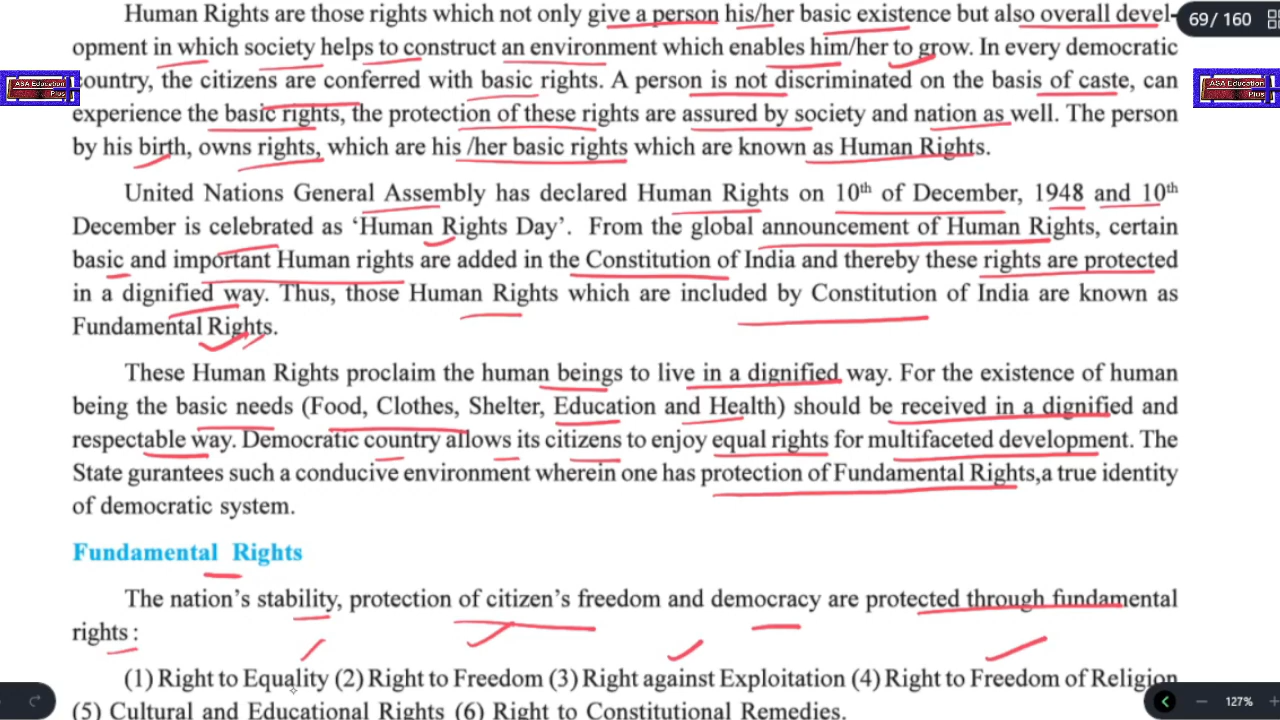 Human Rights are those rights which not only give a person his/her basic existence but also overall devel-
69/ 160
opment in which society helps to construct an environment which enables him/her to grow. In every democratic
country, the citizens are conferred with basic rights. A person is not discriminated on the basis of caste, can
ASA Education Plus
ASA Education Plus
experience the basic rights, the protection of these rights are assured by society and nation as well. The person
by his birth, owns rights, which are his /her basic rights which are known as Human Rights.
United Nations General Assembly has declared Human Rights on 10th of December, 1948 and 10th
December is celebrated as ‘Human Rights Day’. From the global announcement of Human Rights, certain
basic and important Human rights are added in the Constitution of India and thereby these rights are protected
in a dignified way. Thus, those Human Rights which are included by Constitution of India are known as
Fundamental Rights.
These Human Rights proclaim the human beings to live in a dignified way. For the existence of human
being the basic needs (Food, Clothes, Shelter, Education and Health) should be received in a dignified and
respectable way. Democratic country allows its citizens to enjoy equal rights for multifaceted development. The
State gurantees such a conducive environment wherein one has protection of Fundamental Rights,a true identity
of democratic system.
Fundamental Rights
The nation’s stability, protection of citizen’s freedom and democracy are protected through fundamental
rights :
(1) Right to Equality (2) Right to Freedom (3) Right against Exploitation (4) Right to Freedom of Religion
(5) Cultural and Educational Rights (6) Right to Constitutional Remedies.
127%